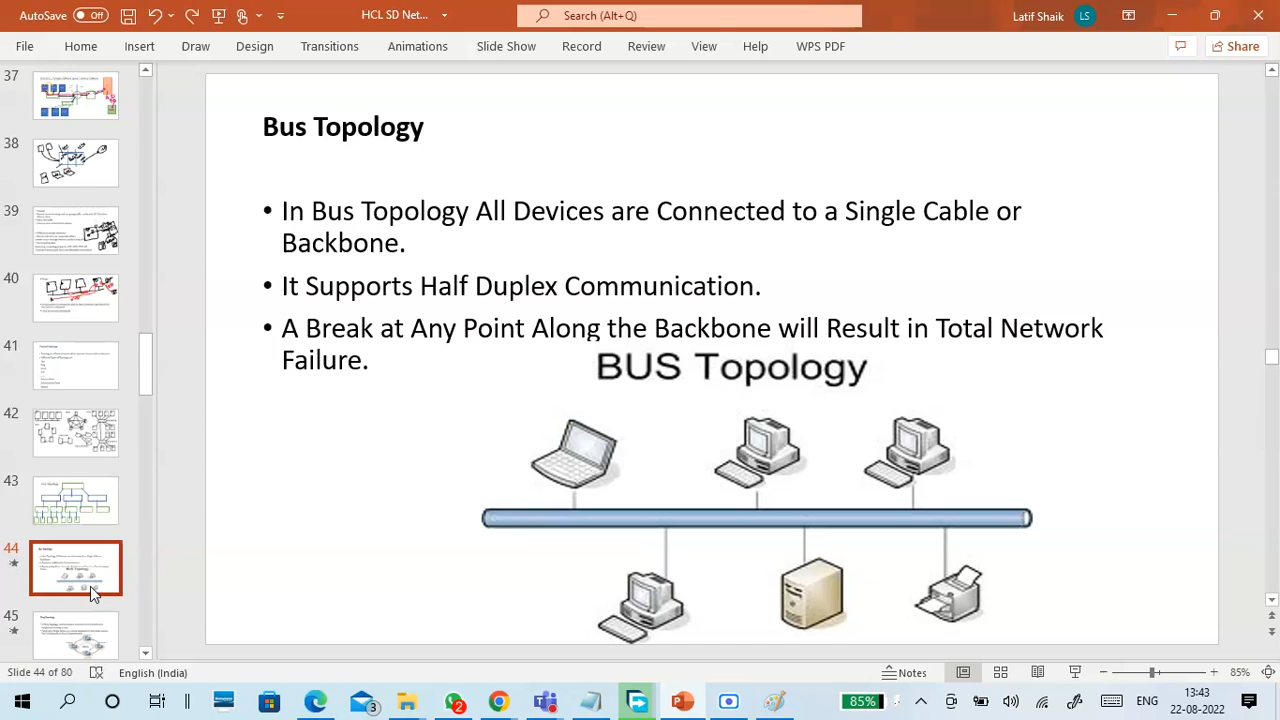 AutoSave Off
HCL SD Net...
Search (Alt+Q)
Latif Shaik LS
File Home Insert Draw Design Transitions Animations Slide Show Record Review View Help WPS PDF Share
37
38
39
40
41
42
43
44
45
Bus Topology
• In Bus Topology All Devices are Connected to a Single Cable or
Backbone.
• It Supports Half Duplex Communication.
• A Break at Any Point Along the Backbone will Result in Total Network
Failure.
BUS Topology
Slide 44 of 80 English (India) Notes 85%
3 2 85% ENG 13:43
22-08-2022